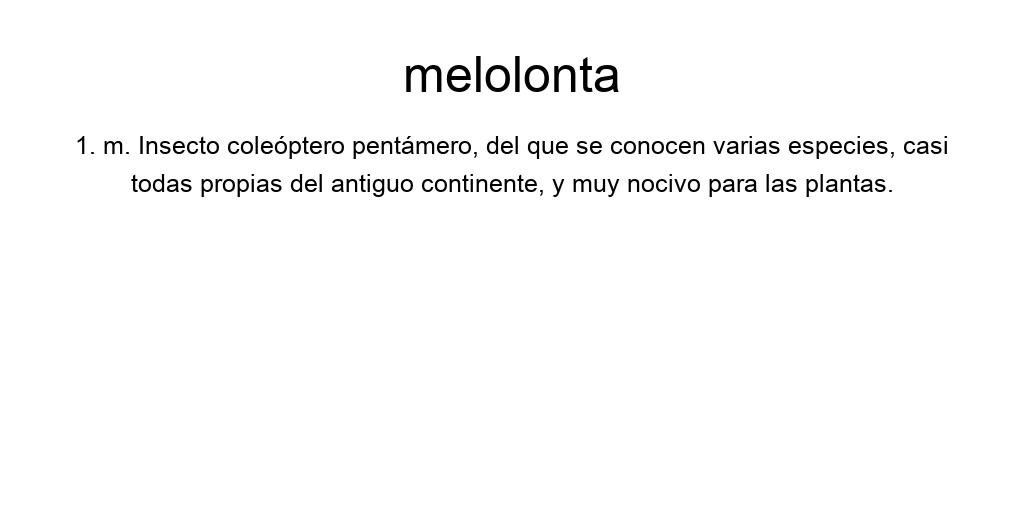 melolonta
1. m. Insecto coleóptero pentámero, del que se conocen varias especies, casi
todas propias del antiguo continente, y muy nocivo para las plantas.